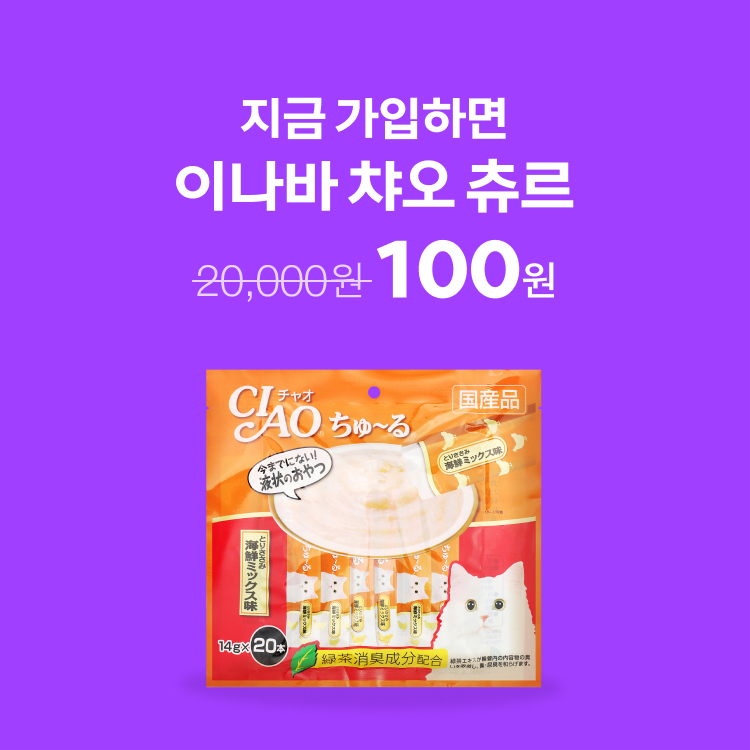 지금 가입하면
이나바 챠오 츄르
20,000원 100원
チャオ
CIAO ちゅ〜る
国産品
今までにない!
液状のおやつ
とりささみ
海鮮ミックス味
とりささみ
海鮮ミックス味
14g×20本
緑茶消臭成分配合